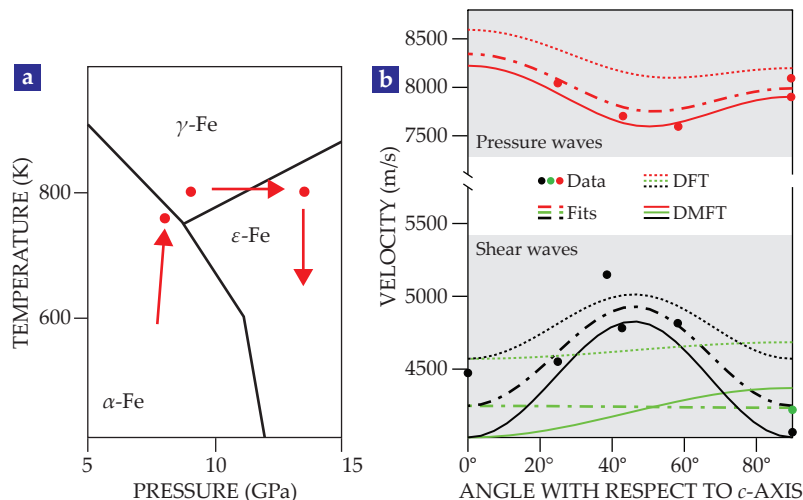 a
γ-Fe
ε-Fe
α-Fe
TEMPERATURE (K)
800
600
5
10
15
PRESSURE (GPa)
b
8500
8000
7500
Pressure waves
VELOCITY (m/s)
Data
DFT
Fits
DMFT
5500
Shear waves
5000
4500
0°
20°
40°
60°
80°
ANGLE WITH RESPECT TO c-AXIS